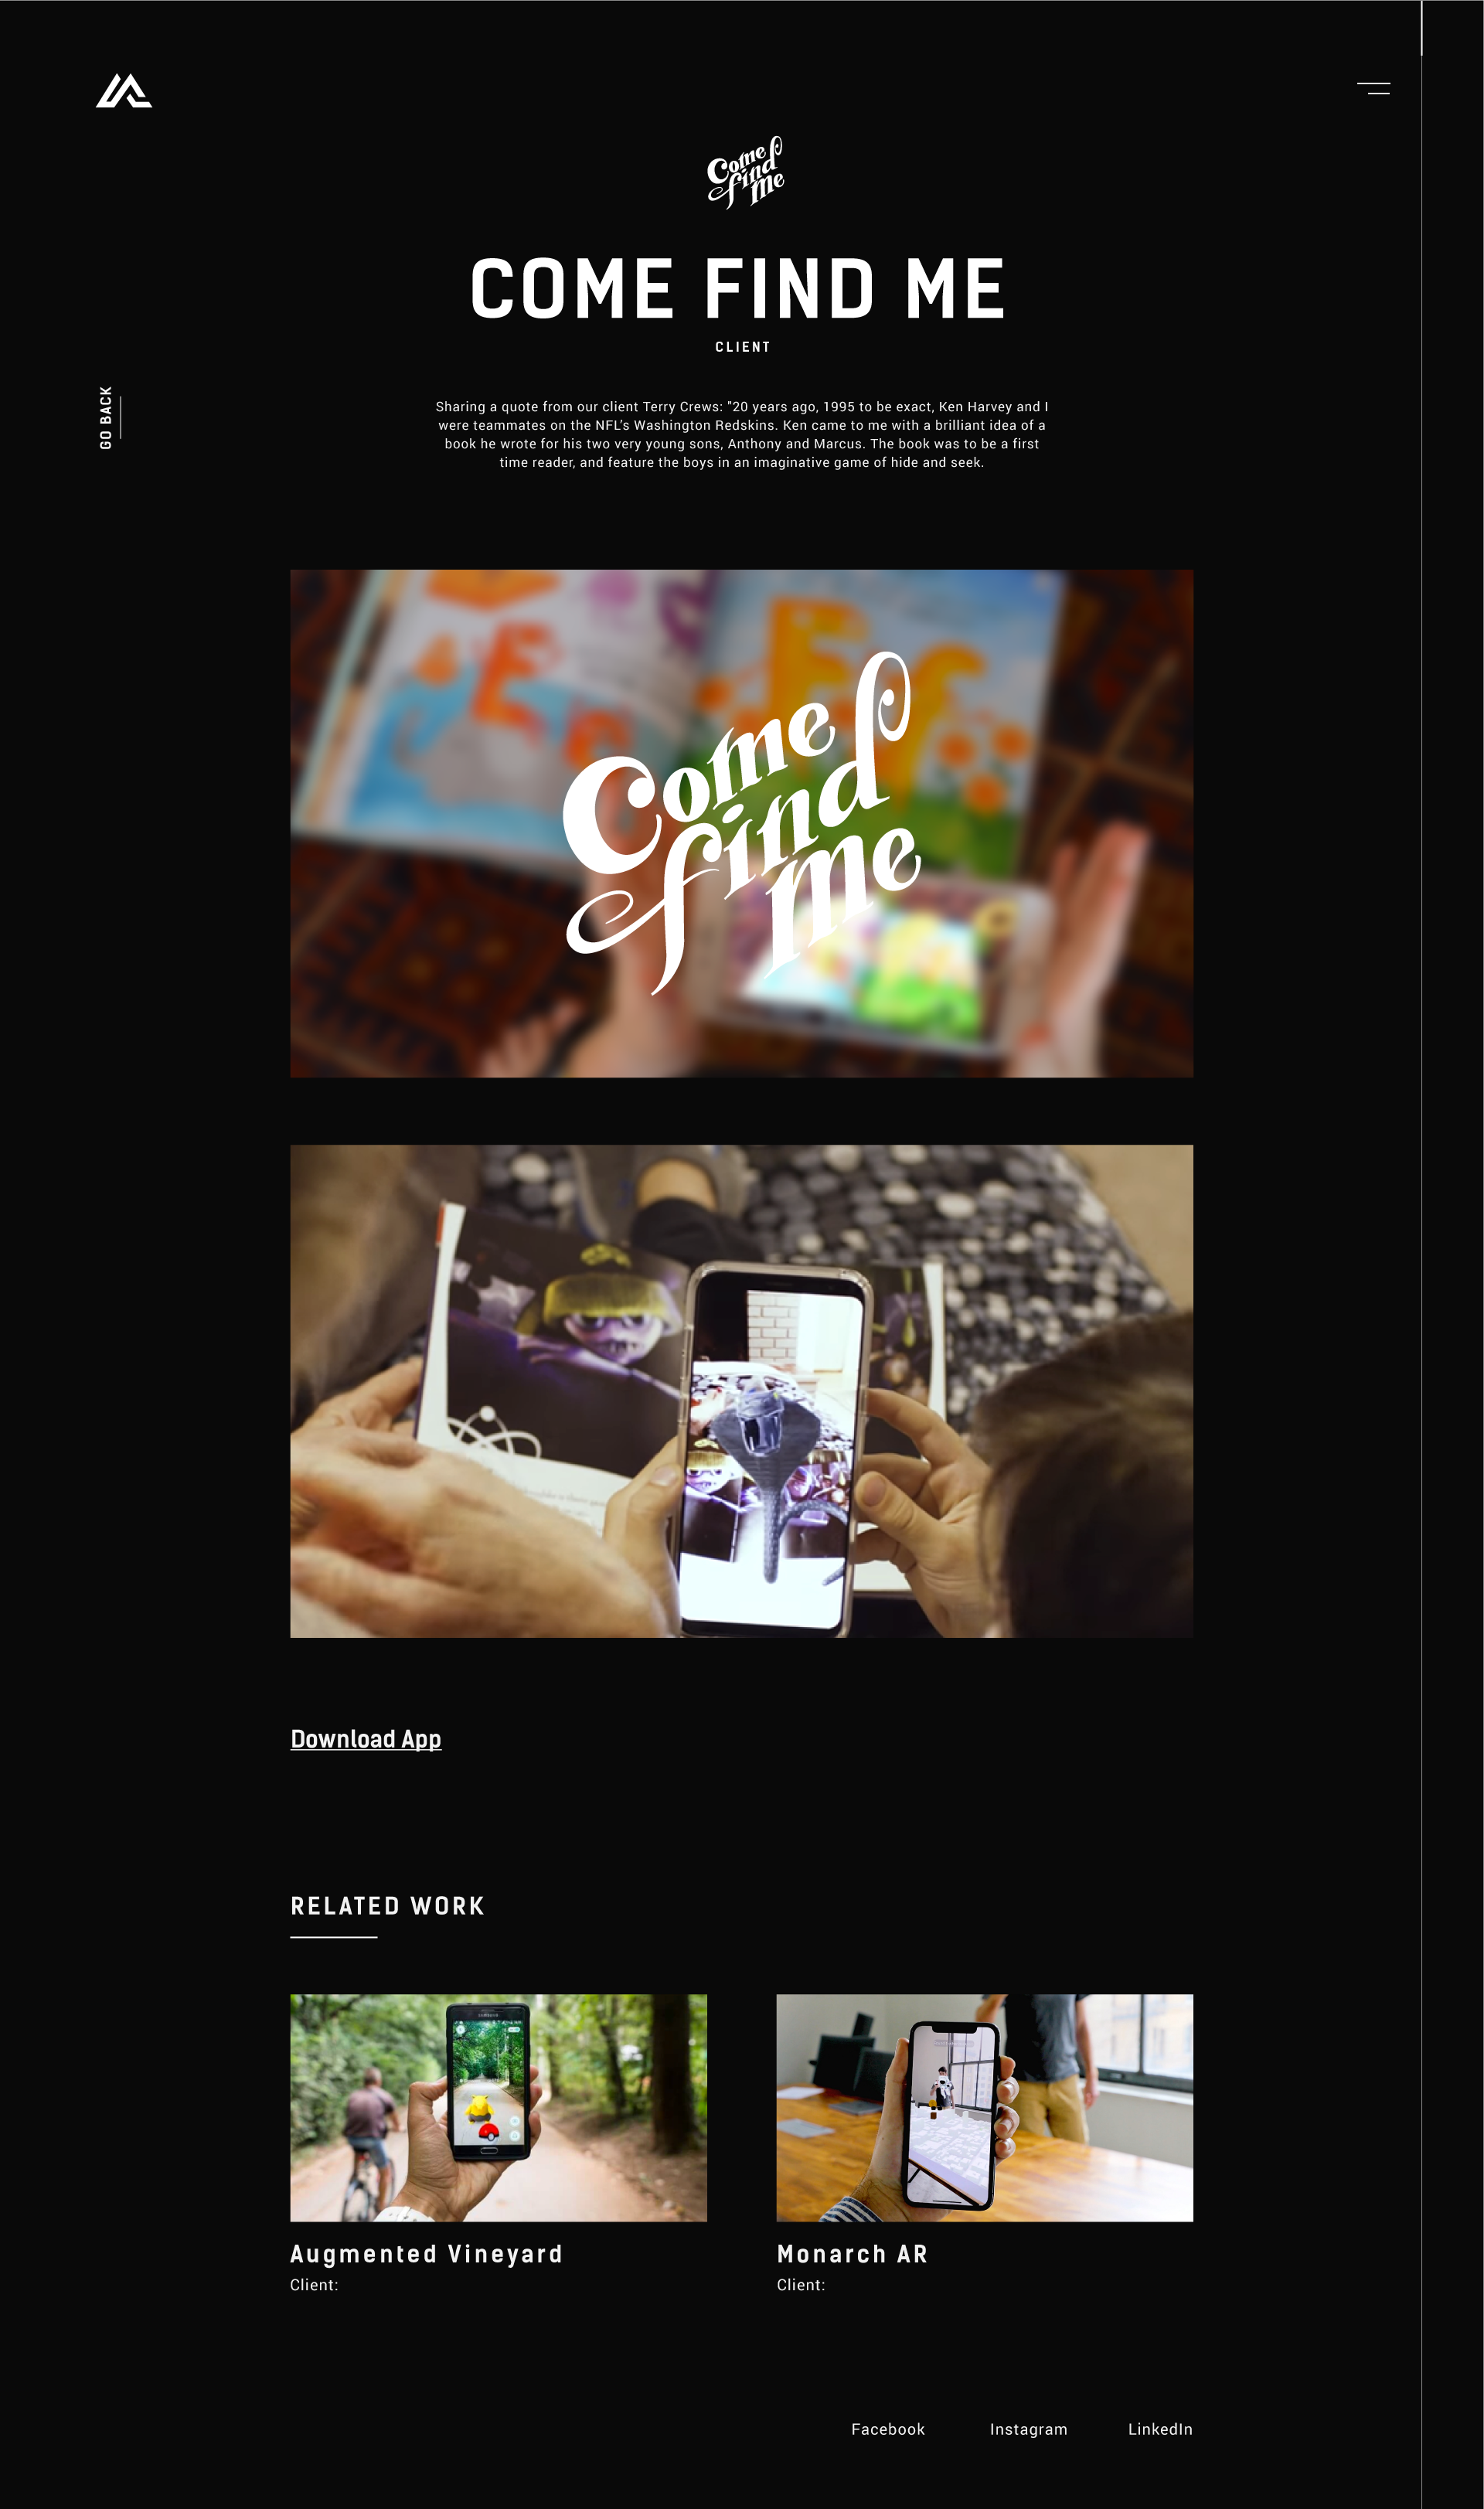 Come
find
me
COME FIND ME
CLIENT
GO BACK
Sharing a quote from our client Terry Crews: "20 years ago, 1995 to be exact, Ken Harvey and I
were teammates on the NFL’s Washington Redskins. Ken came to me with a brilliant idea of a
book he wrote for his two very young sons, Anthony and Marcus. The book was to be a first
time reader, and feature the boys in an imaginative game of hide and seek.
Come
find
me
Download App
RELATED WORK
SAMSUNG
Augmented Vineyard
Client:
Monarch AR
Client:
Facebook Instagram LinkedIn